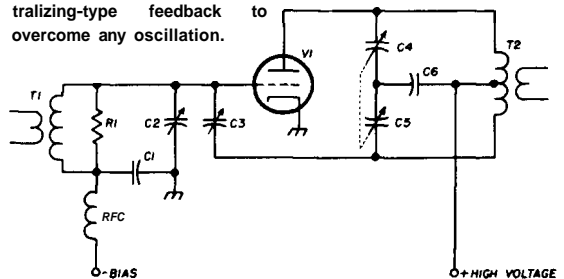 tralizing-type feedback to
overcome any oscillation.
V1
T2
C4
C6
T1
R1
C2
C3
C5
C1
RFC
-BIAS
+HIGH VOLTAGE